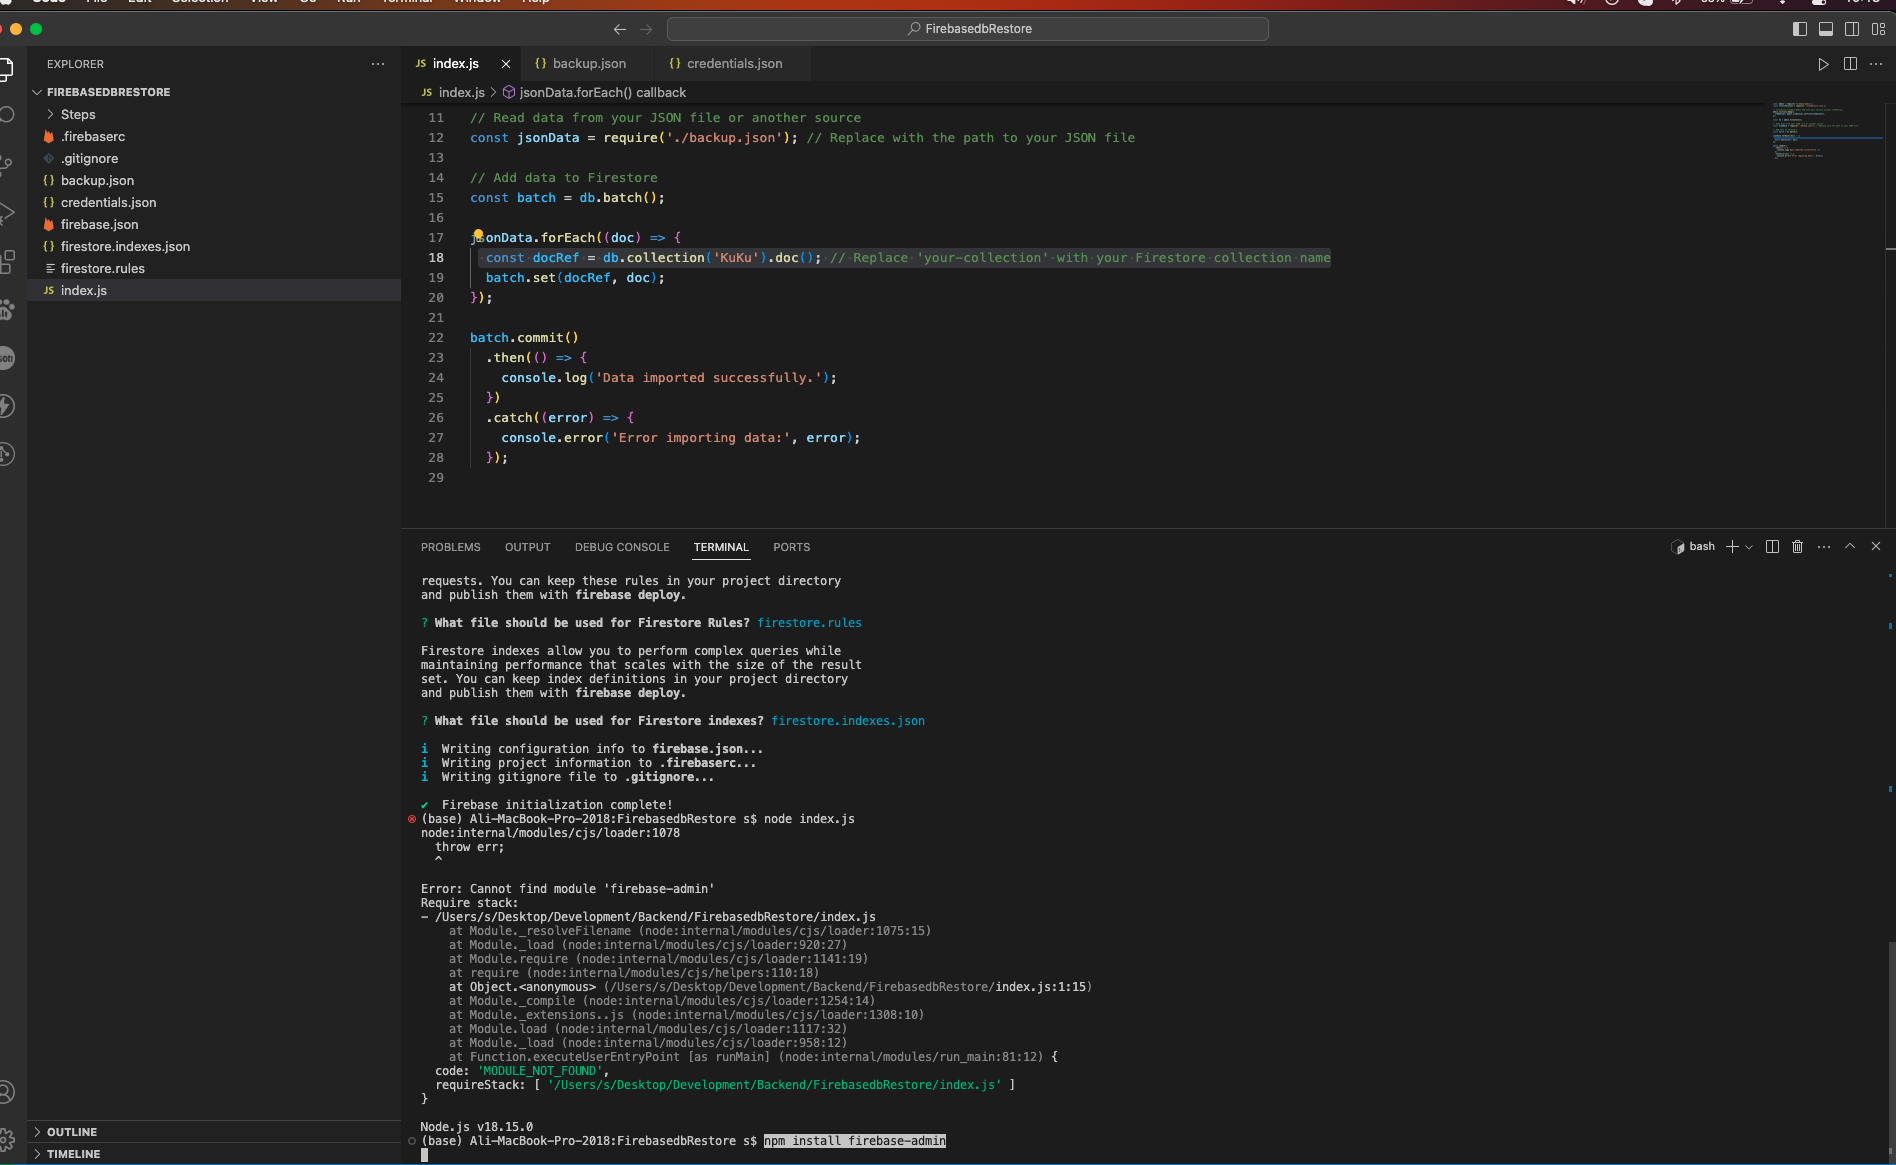 FirebasedbRestore
EXPLORER
FIREBASEDBRESTORE
Steps
.firebaserc
.gitignore
backup.json
credentials.json
firebase.json
firestore.indexes.json
firestore.rules
index.js
OUTLINE
TIMELINE
JS index.js
{} backup.json
{} credentials.json
JS index.js > jsonData.forEach() callback
11 // Read data from your JSON file or another source
12 const jsonData = require('./backup.json'); // Replace with the path to your JSON file
13
14 // Add data to Firestore
15 const batch = db.batch();
16
17 jsonData.forEach((doc) => {
18 const docRef = db.collection('KuKu').doc(); // Replace 'your-collection' with your Firestore collection name
19 batch.set(docRef, doc);
20 });
21
22 batch.commit()
23 .then(() => {
24 console.log('Data imported successfully.');
25 })
26 .catch((error) => {
27 console.error('Error importing data:', error);
28 });
29
PROBLEMS OUTPUT DEBUG CONSOLE TERMINAL PORTS
bash
requests. You can keep these rules in your project directory
and publish them with firebase deploy.
? What file should be used for Firestore Rules? firestore.rules
Firestore indexes allow you to perform complex queries while
maintaining performance that scales with the size of the result
set. You can keep index definitions in your project directory
and publish them with firebase deploy.
? What file should be used for Firestore indexes? firestore.indexes.json
i Writing configuration info to firebase.json...
i Writing project information to .firebaserc...
i Writing gitignore file to .gitignore...
✔ Firebase initialization complete!
(base) Ali-MacBook-Pro-2018:FirebasedbRestore s$ node index.js
node:internal/modules/cjs/loader:1078
throw err;
^
Error: Cannot find module 'firebase-admin'
Require stack:
- /Users/s/Desktop/Development/Backend/FirebasedbRestore/index.js
at Module._resolveFilename (node:internal/modules/cjs/loader:1075:15)
at Module._load (node:internal/modules/cjs/loader:920:27)
at Module.require (node:internal/modules/cjs/loader:1141:19)
at require (node:internal/modules/cjs/helpers:110:18)
at Object.<anonymous> (/Users/s/Desktop/Development/Backend/FirebasedbRestore/index.js:1:15)
at Module._compile (node:internal/modules/cjs/loader:1254:14)
at Module._extensions..js (node:internal/modules/cjs/loader:1308:10)
at Module.load (node:internal/modules/cjs/loader:1117:32)
at Module._load (node:internal/modules/cjs/loader:958:12)
at Function.executeUserEntryPoint [as runMain] (node:internal/modules/run_main:81:12) {
code: 'MODULE_NOT_FOUND',
requireStack: [ '/Users/s/Desktop/Development/Backend/FirebasedbRestore/index.js' ]
}
Node.js v18.15.0
(base) Ali-MacBook-Pro-2018:FirebasedbRestore s$ npm install firebase-admin